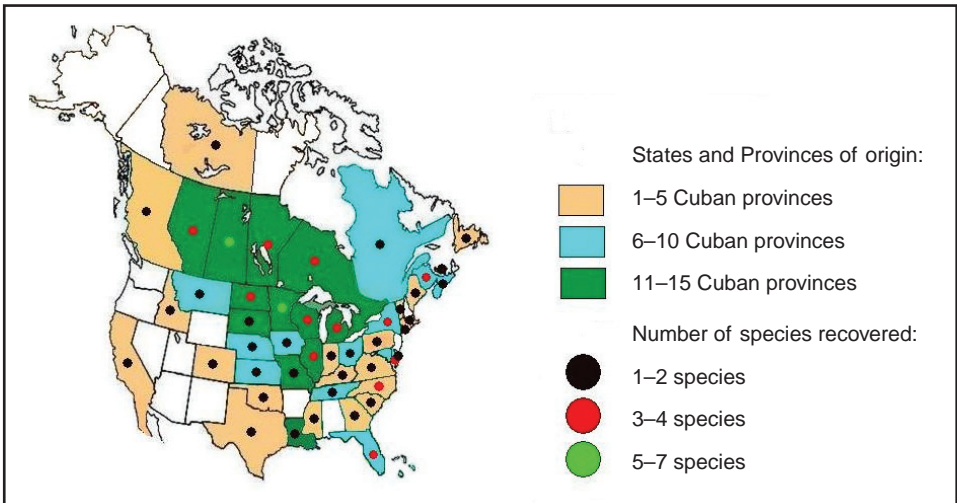 States and Provinces of origin:
1–5 Cuban provinces
6–10 Cuban provinces
11–15 Cuban provinces
Number of species recovered:
1–2 species
3–4 species
5–7 species